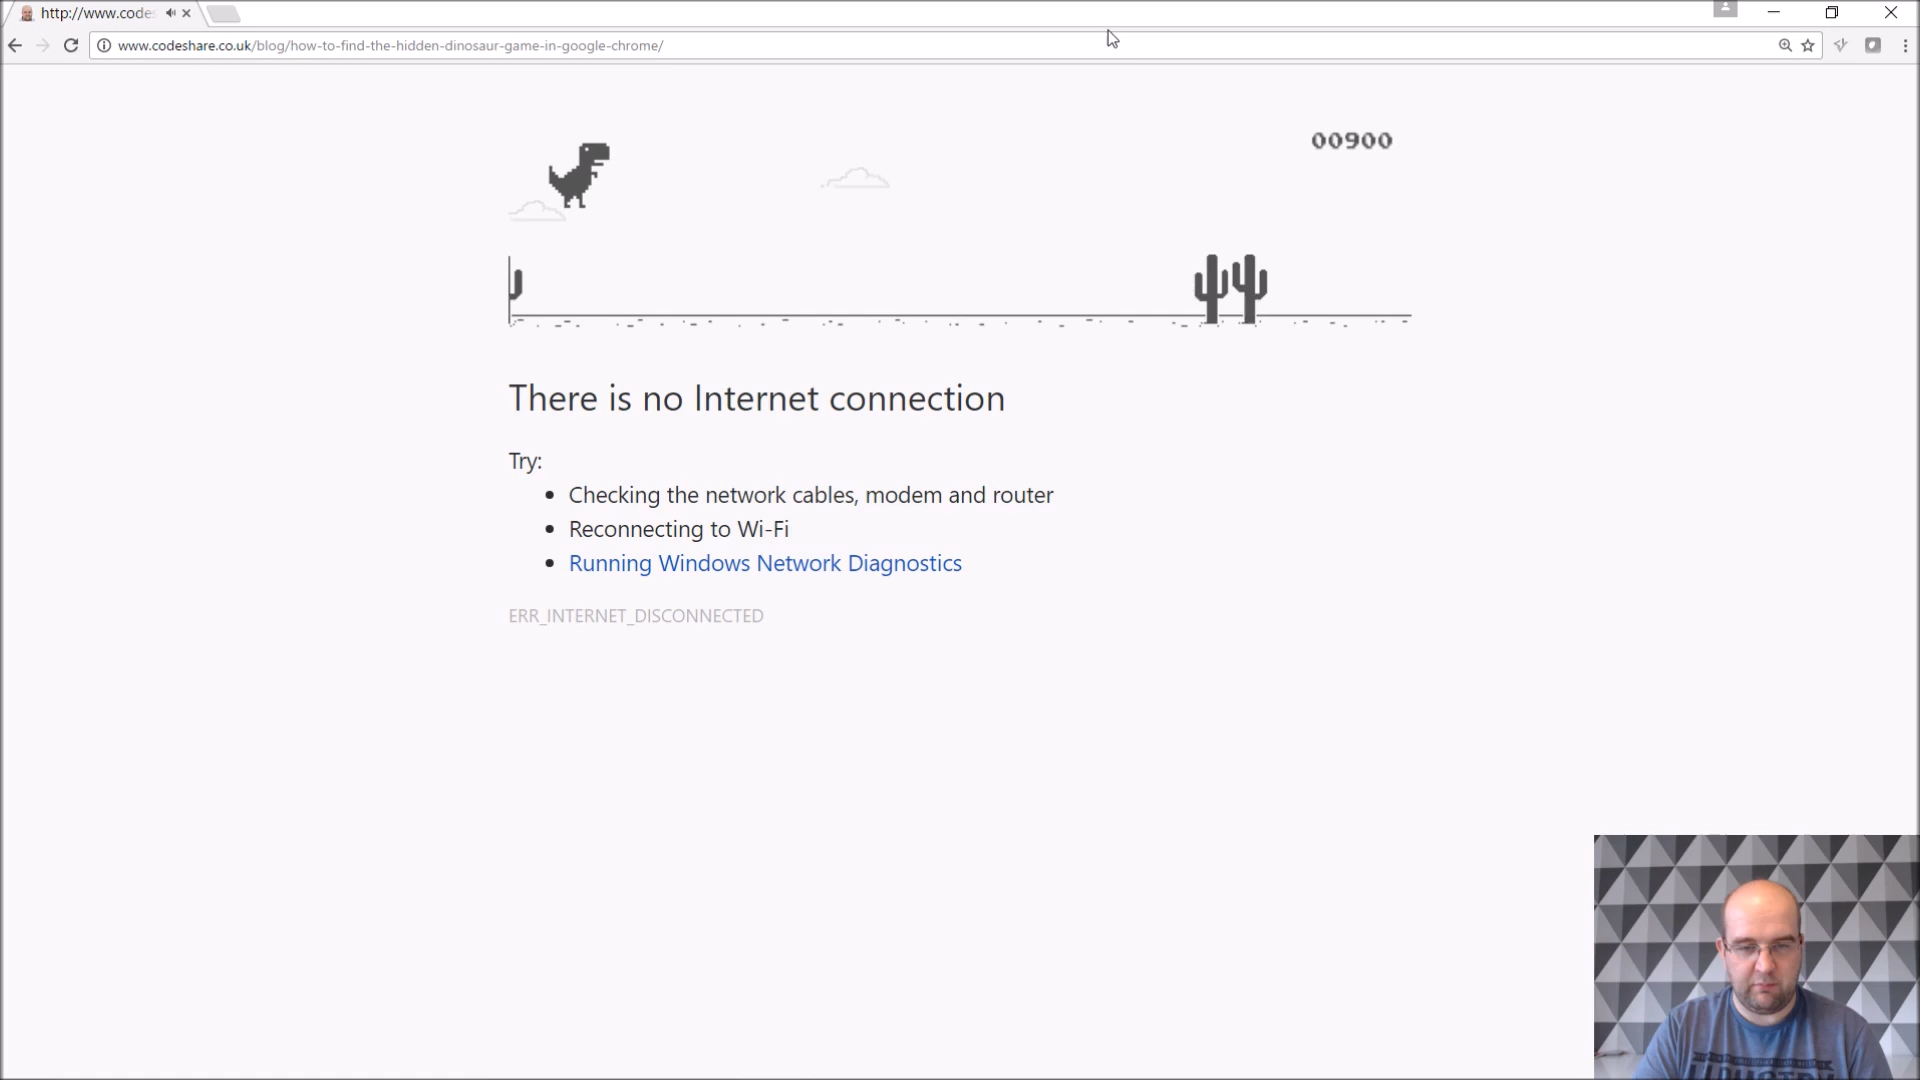 http://www.codes
www.codeshare.co.uk/blog/how-to-find-the-hidden-dinosaur-game-in-google-chrome/
00900
There is no Internet connection
Try:
Checking the network cables, modem and router
Reconnecting to Wi-Fi
Running Windows Network Diagnostics
ERR_INTERNET_DISCONNECTED